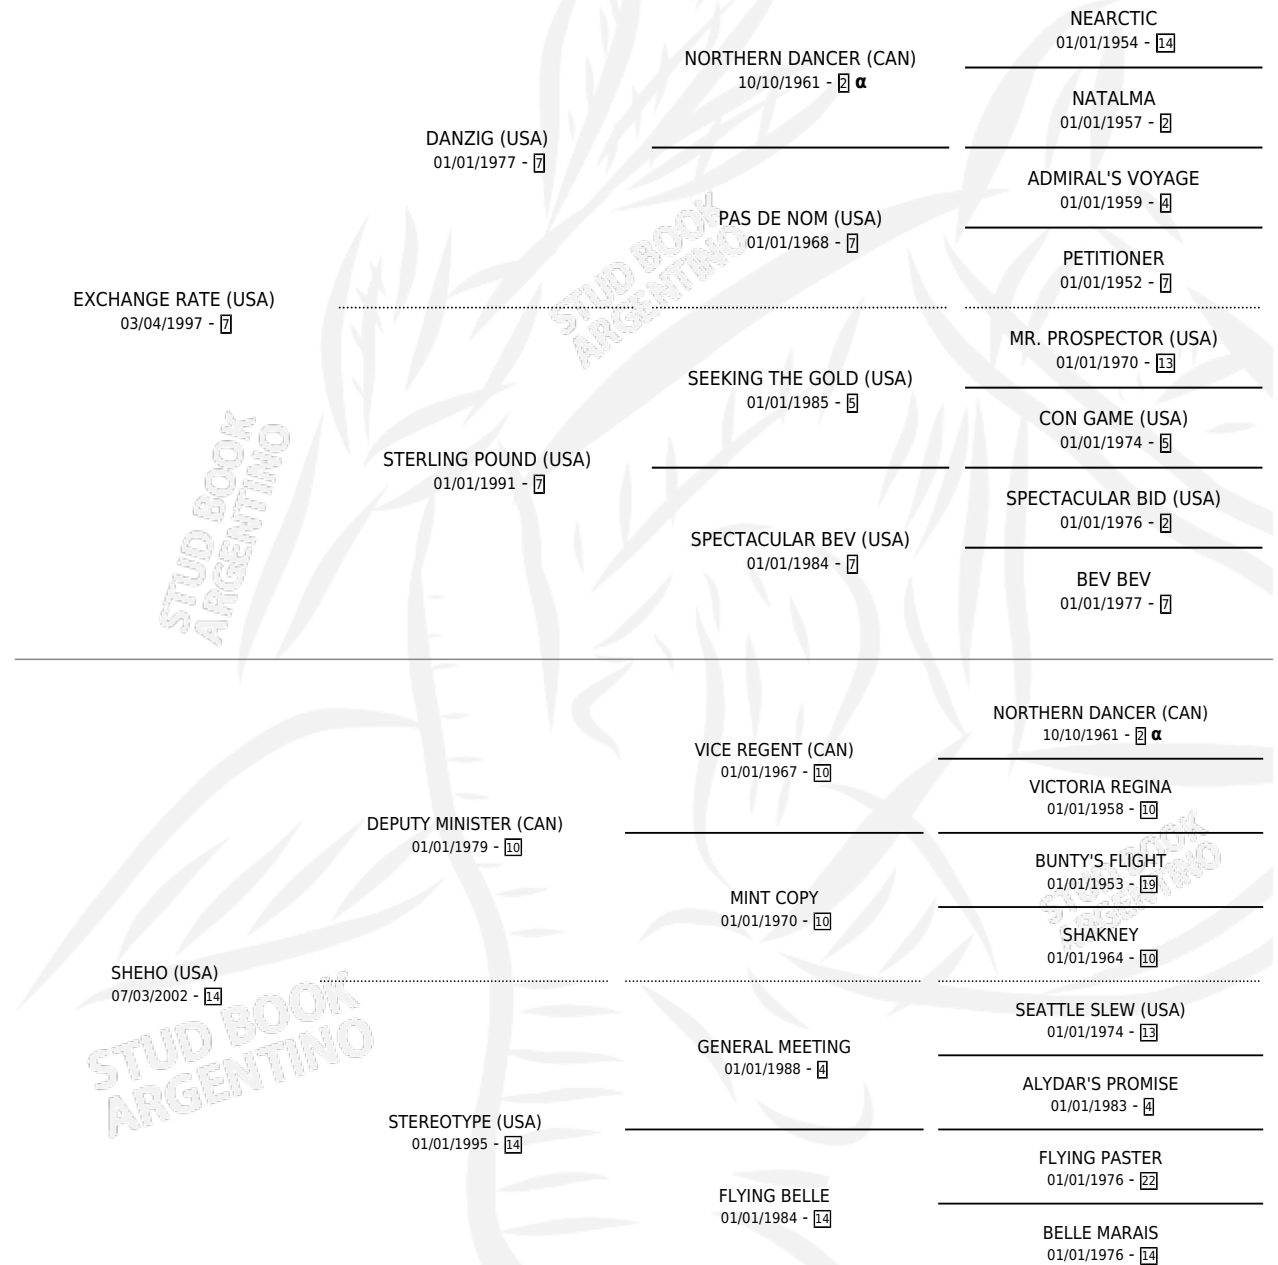 NEARCTIC
01/01/1954 - 14
NORTHERN DANCER (CAN)
10/10/1961 - 2 α
NATALMA
01/01/1957 - 2
DANZIG (USA)
01/01/1977 - 7
ADMIRAL'S VOYAGE
01/01/1959 - 4
PAS DE NOM (USA)
01/01/1968 - 7
PETITIONER
01/01/1952 - 7
EXCHANGE RATE (USA)
03/04/1997 - 7
MR. PROSPECTOR (USA)
01/01/1970 - 13
SEEKING THE GOLD (USA)
01/01/1985 - 5
CON GAME (USA)
01/01/1974 - 5
STERLING POUND (USA)
01/01/1991 - 7
SPECTACULAR BID (USA)
01/01/1976 - 2
SPECTACULAR BEV (USA)
01/01/1984 - 7
BEV BEV
01/01/1977 - 7
STUD BOOK
ARGENTINO
STUD BOOK
ARGENTINO
NORTHERN DANCER (CAN)
10/10/1961 - 2 α
VICE REGENT (CAN)
01/01/1967 - 10
VICTORIA REGINA
01/01/1958 - 10
DEPUTY MINISTER (CAN)
01/01/1979 - 10
BUNTY'S FLIGHT
01/01/1953 - 19
MINT COPY
01/01/1970 - 10
SHAKNEY
01/01/1964 - 10
SHEHO (USA)
07/03/2002 - 14
SEATTLE SLEW (USA)
01/01/1974 - 13
GENERAL MEETING
01/01/1988 - 4
ALYDAR'S PROMISE
01/01/1983 - 4
STEREOTYPE (USA)
01/01/1995 - 14
FLYING PASTER
01/01/1976 - 22
FLYING BELLE
01/01/1984 - 14
BELLE MARAIS
01/01/1976 - 14
STUD BOOK
ARGENTINO
STUD BOOK
ARGENTINO